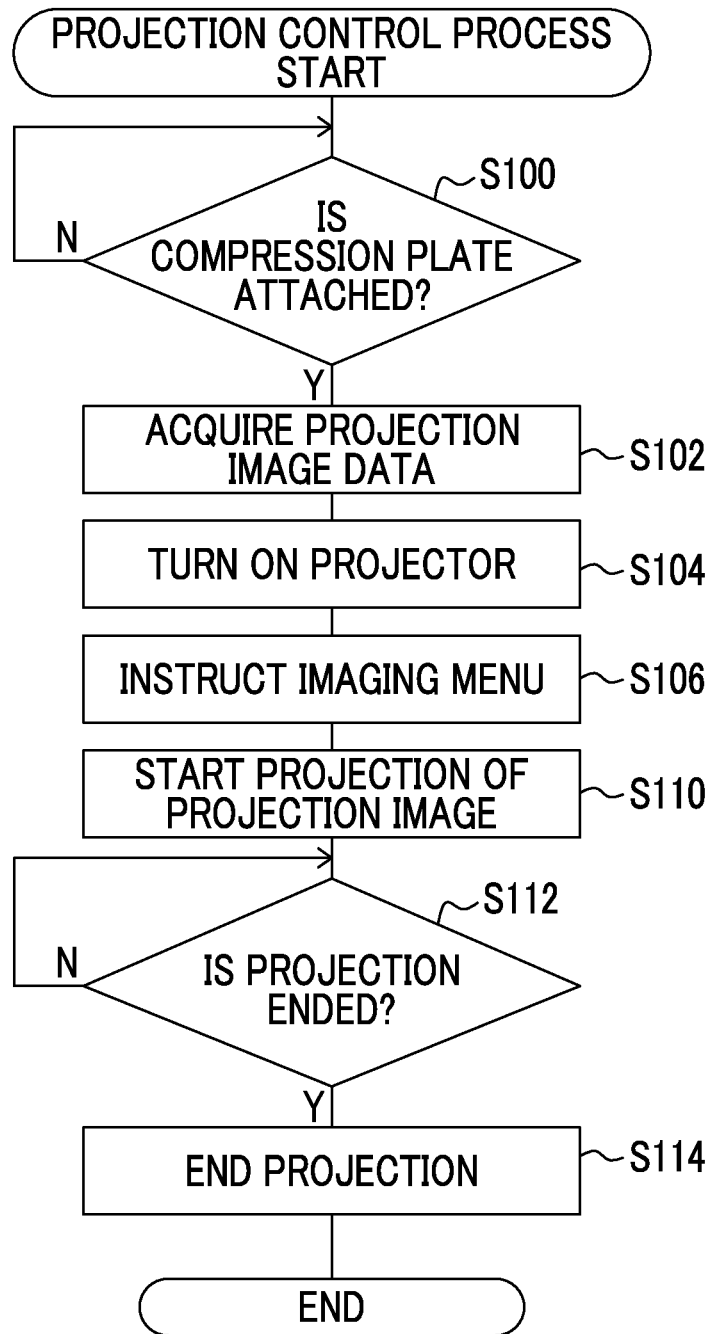 PROJECTION CONTROL PROCESS
START
S100
N
IS
COMPRESSION PLATE
ATTACHED?
Y
ACQUIRE PROJECTION
IMAGE DATA
S102
TURN ON PROJECTOR
S104
INSTRUCT IMAGING MENU
S106
START PROJECTION OF
PROJECTION IMAGE
S110
S112
N
IS PROJECTION
ENDED?
Y
END PROJECTION
S114
END